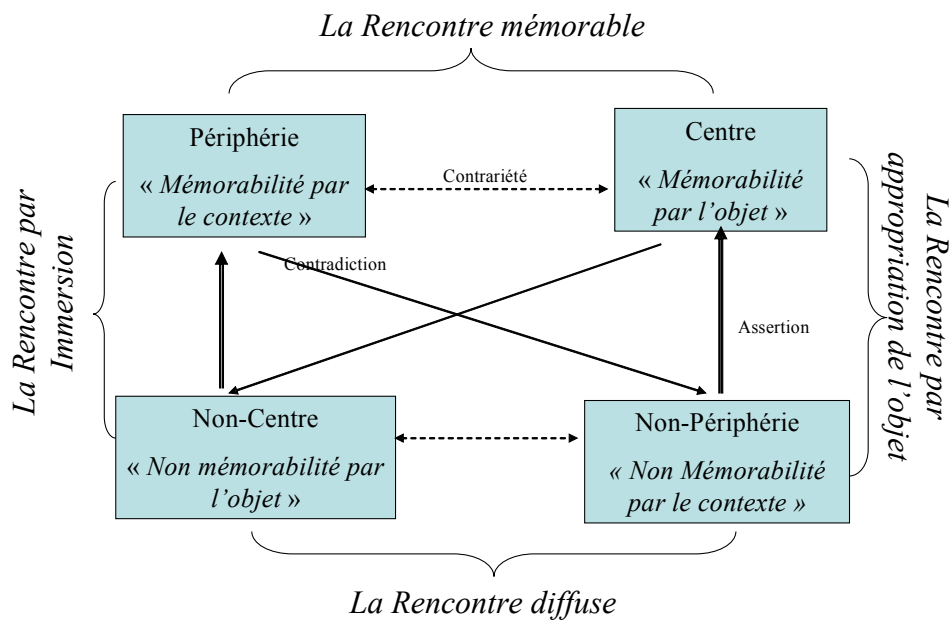 La Rencontre mémorable
Périphérie
« Mémorabilité par
le contexte »
Contrariété
Centre
« Mémorabilité
par l'objet »
La Rencontre par
Immersion
La Rencontre par
appropriation de l'objet
Contradiction
Assertion
Non-Centre
« Non mémorabilité par
l'objet »
Non-Périphérie
« Non Mémorabilité
par le contexte »
La Rencontre diffuse